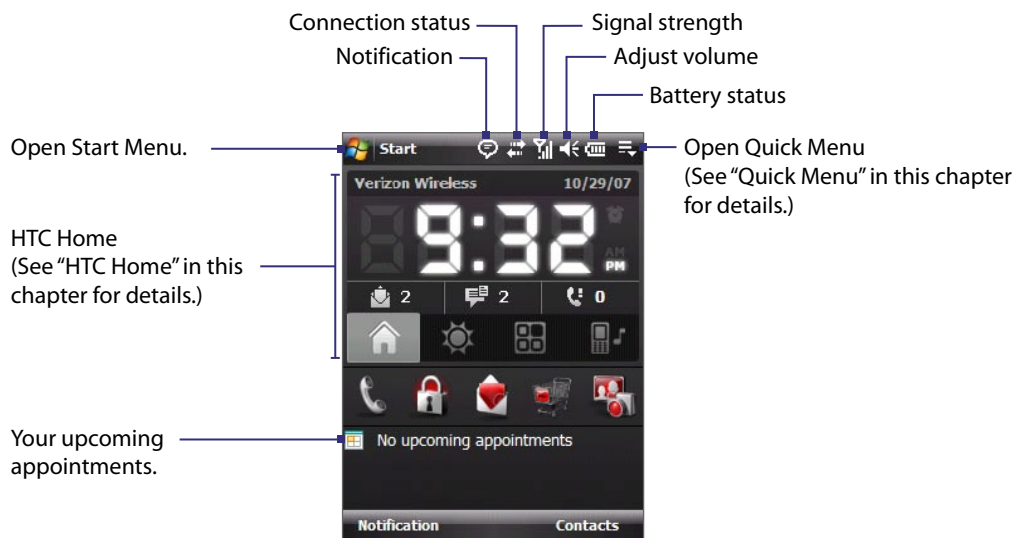 Connection status
Signal strength
Notification
Adjust volume
Battery status
Open Start Menu.
Start
Open Quick Menu
(See “Quick Menu” in this chapter
for details.)
Verizon Wireless 10/29/07
9:32
AM
PM
HTC Home
(See “HTC Home” in this
chapter for details.)
2 2 0
Your upcoming
appointments.
No upcoming appointments
Notification Contacts